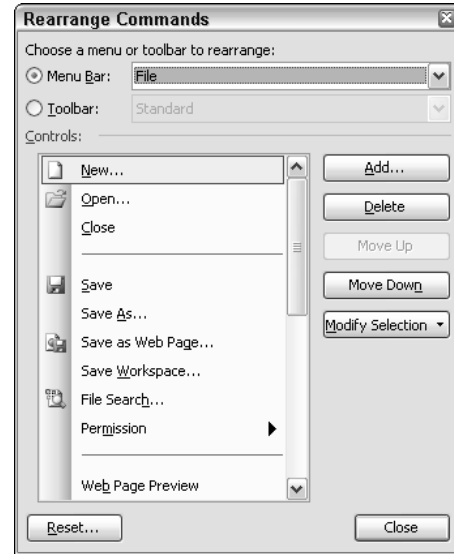 Rearrange Commands
Choose a menu or toolbar to rearrange:
Menu Bar: File
Toolbar: Standard
Controls:
New...
Open...
Close
Save
Save As...
Save as Web Page...
Save Workspace...
File Search...
Permission
Web Page Preview
Add...
Delete
Move Up
Move Down
Modify Selection
Reset...
Close